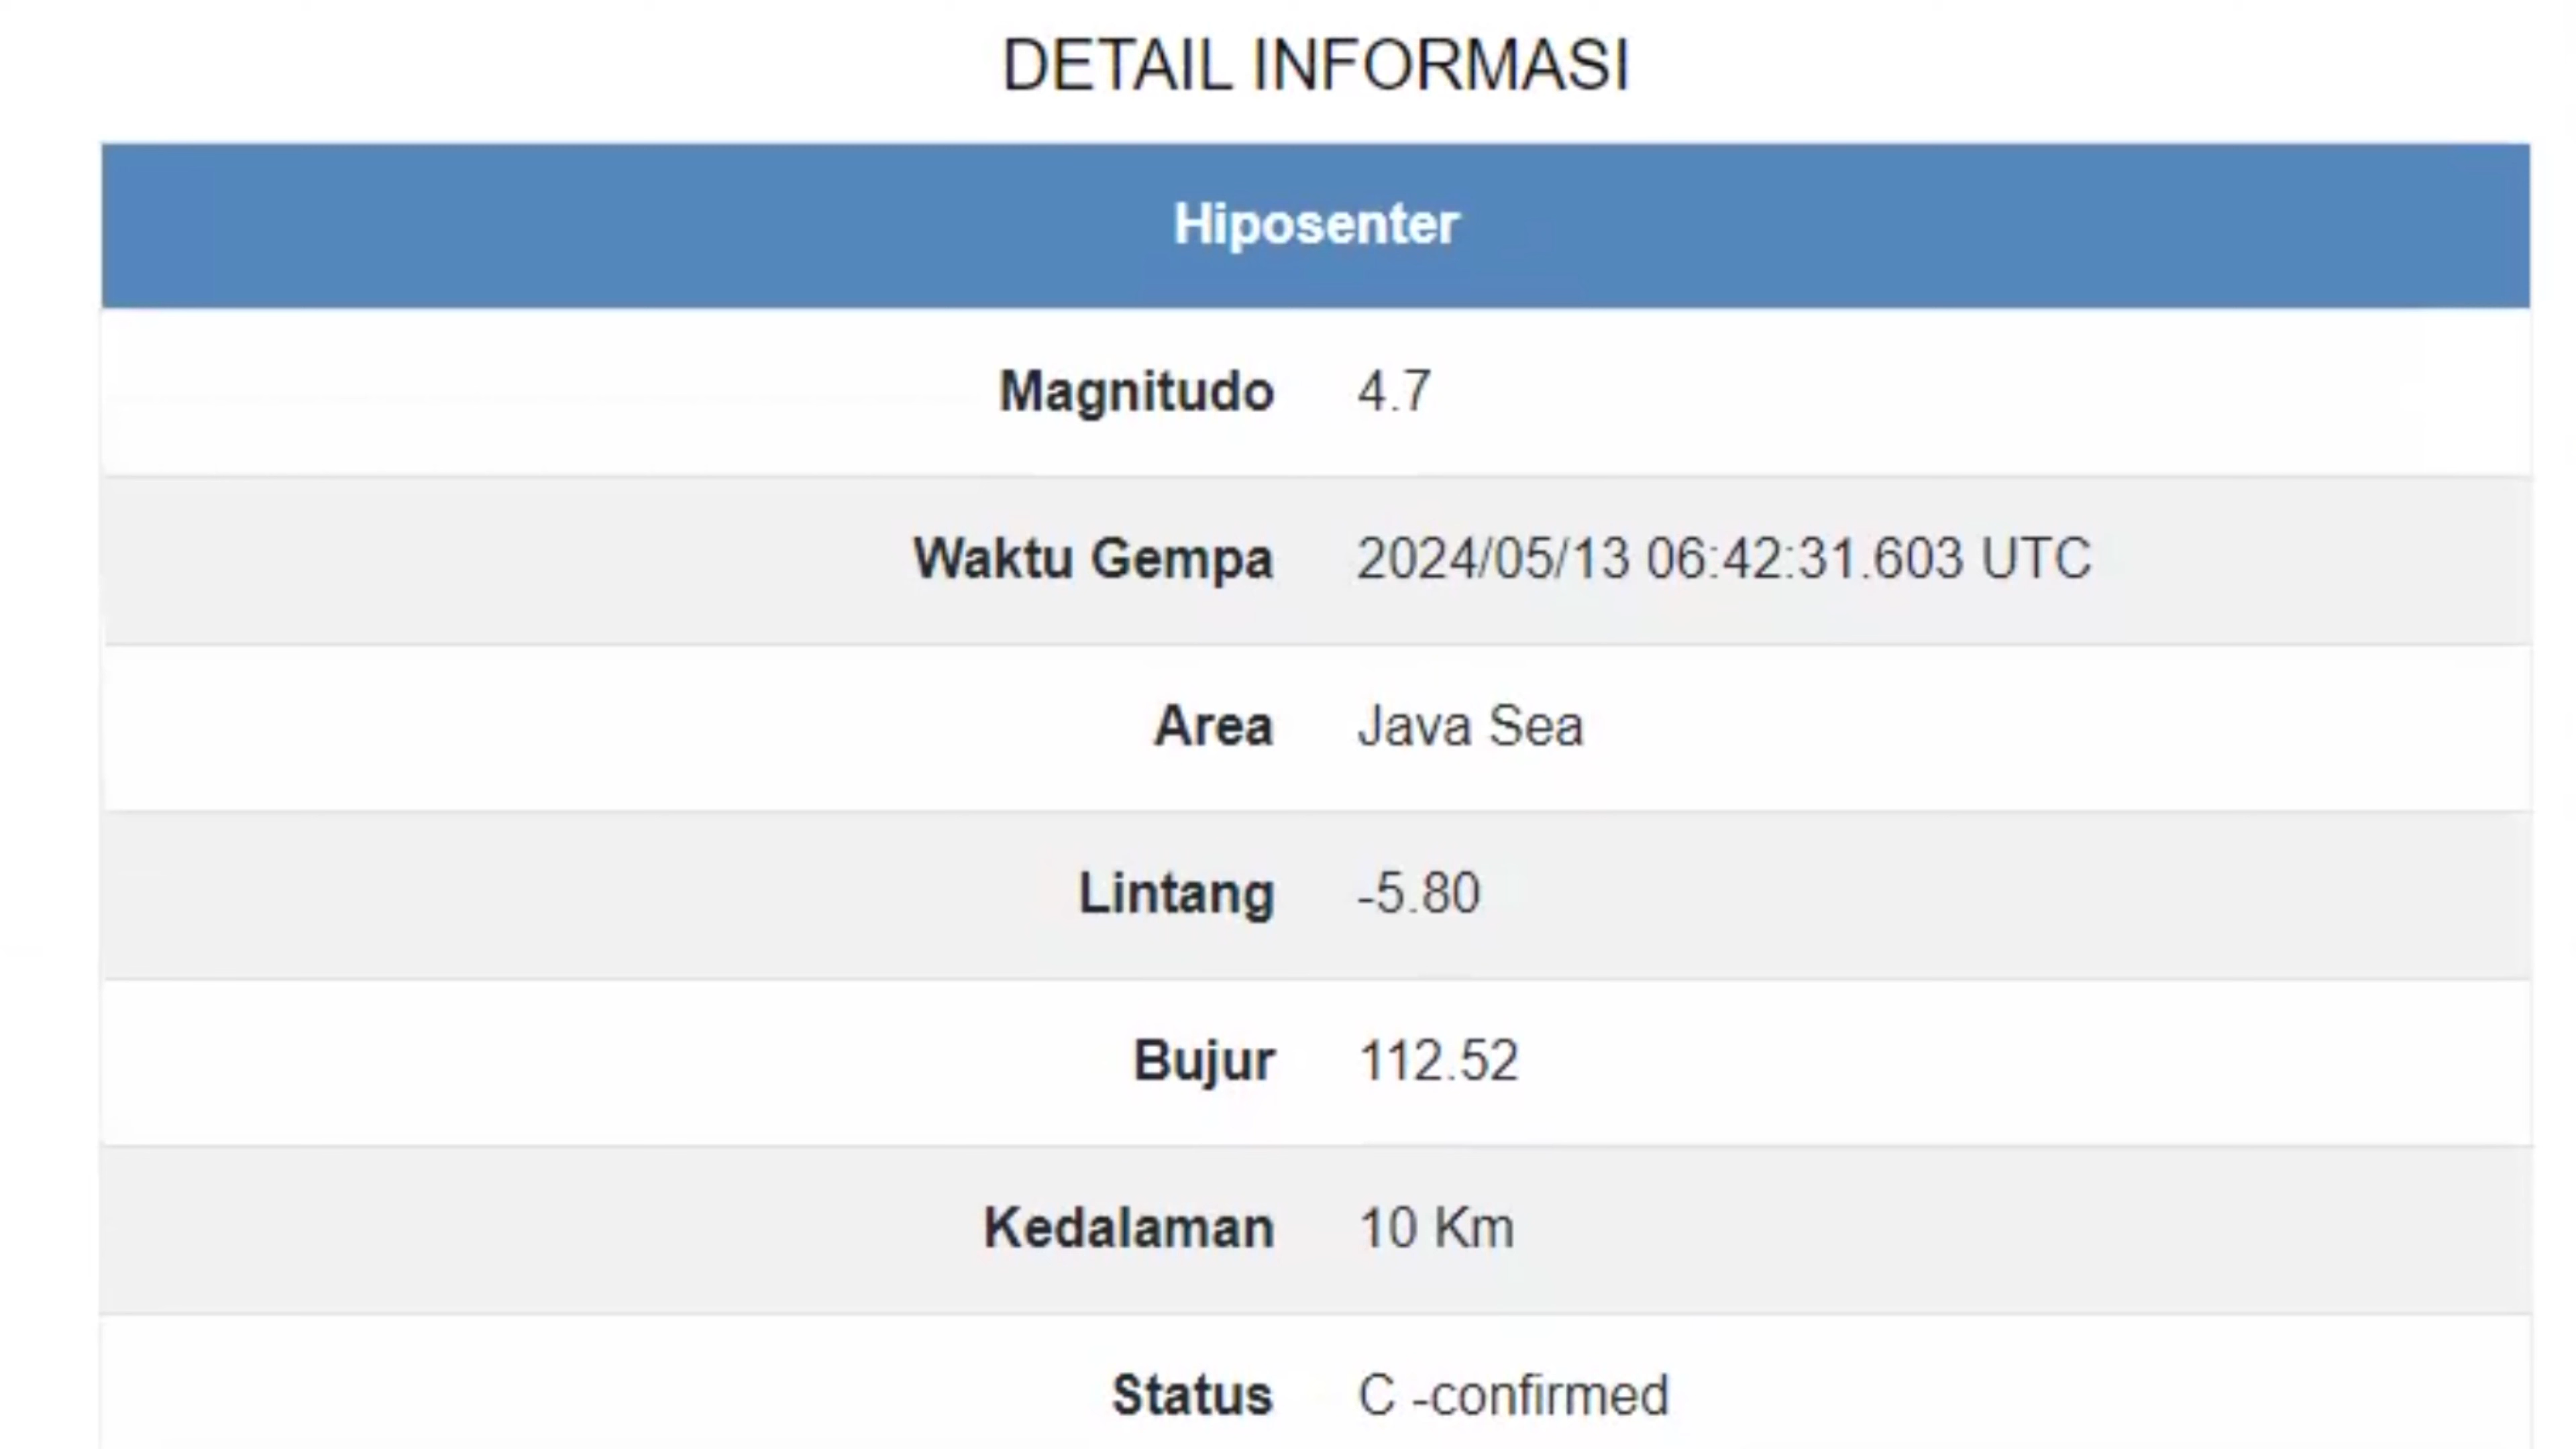 DETAIL INFORMASI
Hiposenter
Magnitudo 4.7
Waktu Gempa 2024/05/13 06:42:31.603 UTC
Area Java Sea
Lintang -5.80
Bujur 112.52
Kedalaman 10 Km
Status C -confirmed